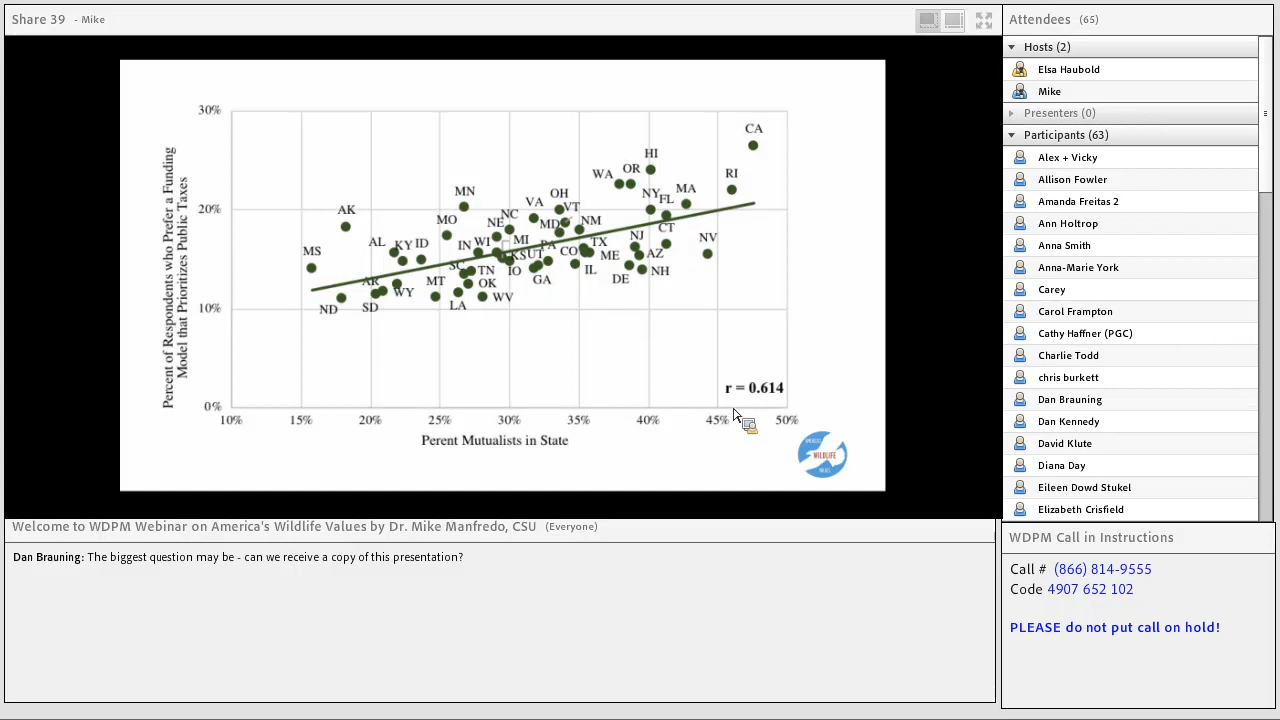 Share 39 - Mike
30%
20%
10%
0%
Percent of Respondents who Prefer a Funding
Model that Prioritizes Public Taxes
CA
HI
WA OR RI
MN OH NY FL MA
AK VA VT
MO NC NE MD NM CT
AL KY ID IN WI MI PA CO TX ME NJ AZ NV
MS
SC TN IO KS UT GA IL DE NH
AR WY MT OK
ND SD LA WV
r = 0.614
10% 15% 20% 25% 30% 35% 40% 45% 50%
Perent Mutualists in State
WILDLIFE
Welcome to WDPM Webinar on America's Wildlife Values by Dr. Mike Manfredo, CSU (Everyone)
Dan Brauning: The biggest question may be - can we receive a copy of this presentation?
Attendees (65)
Hosts (2)
Elsa Haubold
Mike
Presenters (0)
Participants (63)
Alex + Vicky
Allison Fowler
Amanda Freitas 2
Ann Holtrop
Anna Smith
Anna-Marie York
Carey
Carol Frampton
Cathy Haffner (PGC)
Charlie Todd
chris burkett
Dan Brauning
Dan Kennedy
David Klute
Diana Day
Eileen Dowd Stukel
Elizabeth Crisfield
WDPM Call in Instructions
Call # (866) 814-9555
Code 4907 652 102
PLEASE do not put call on hold!